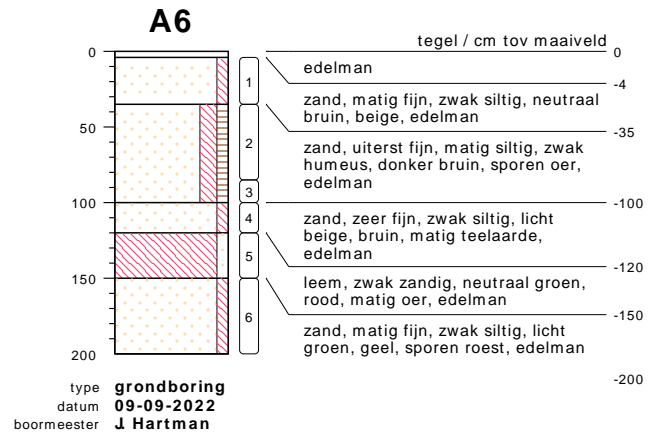 A6
tegel / cm tov maaiveld
0
0
edelman
-4
1
zand, matig fijn, zwak siltig, neutraal
bruin, beige, edelman
-35
50
2
zand, uiterst fijn, matig siltig, zwak
humeus, donker bruin, sporen oer,
edelman
3
100
-100
4
zand, zeer fijn, zwak siltig, licht
beige, bruin, matig teelaarde,
edelman
-120
5
leem, zwak zandig, neutraal groen,
rood, matig oer, edelman
150
-150
6
zand, matig fijn, zwak siltig, licht
groen, geel, sporen roest, edelman
200
-200
type grondboring
datum 09-09-2022
boormeester J. Hartman